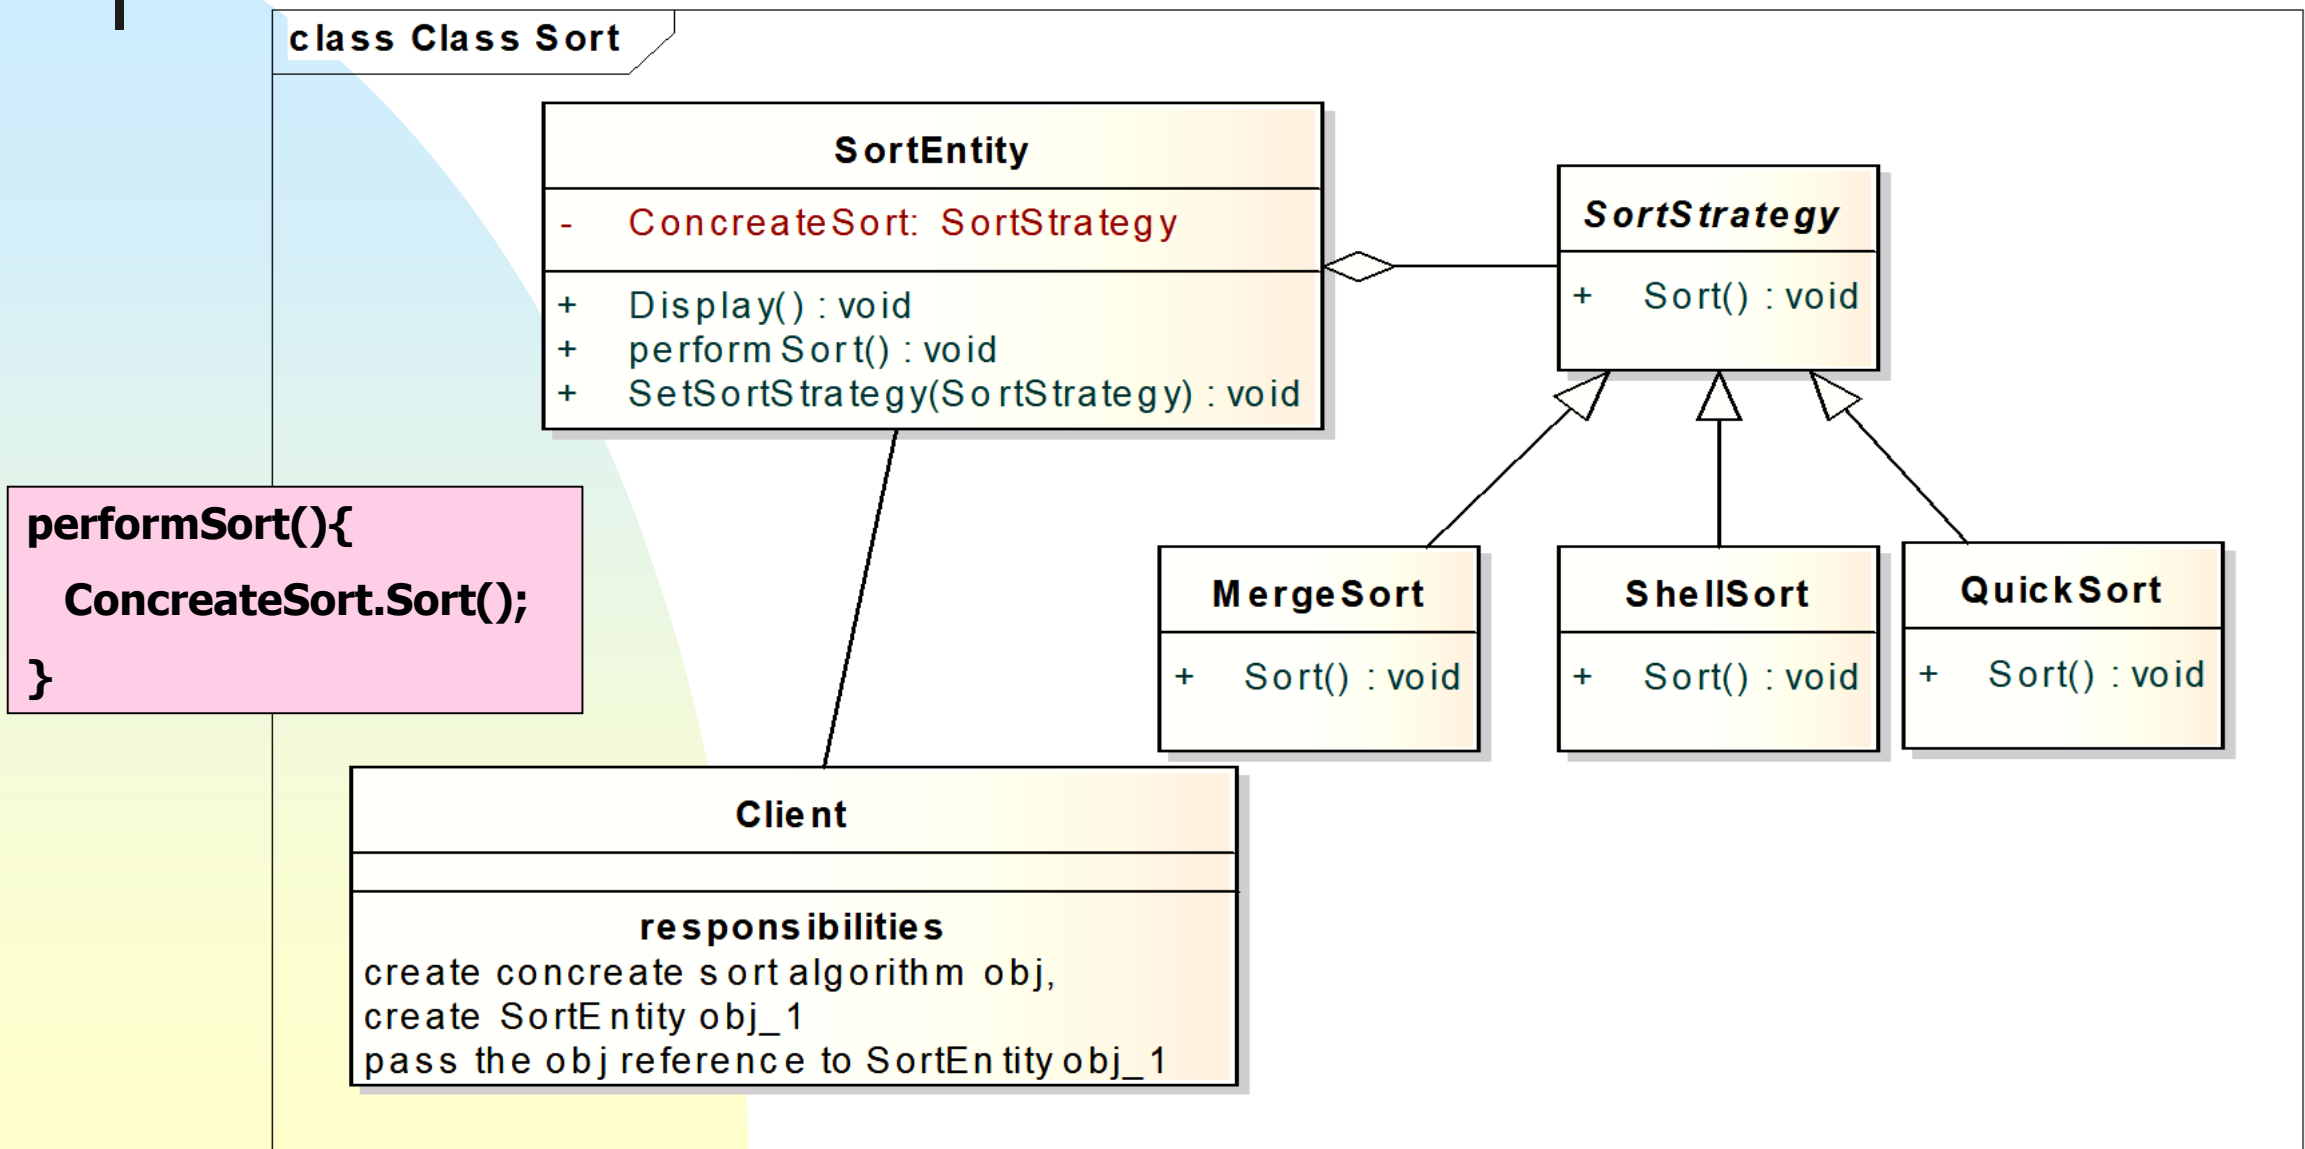 class Class Sort
SortEntity
- ConcreateSort: SortStrategy
+ Display() : void
+ performSort() : void
+ SetSortStrategy(SortStrategy) : void
SortStrategy
+ Sort() : void
performSort(){
ConcreateSort.Sort();
}
MergeSort
+ Sort() : void
ShellSort
+ Sort() : void
QuickSort
+ Sort() : void
Client
responsibilities
create concreate sort algorithm obj,
create SortEntity obj_1
pass the obj reference to SortEntity obj_1